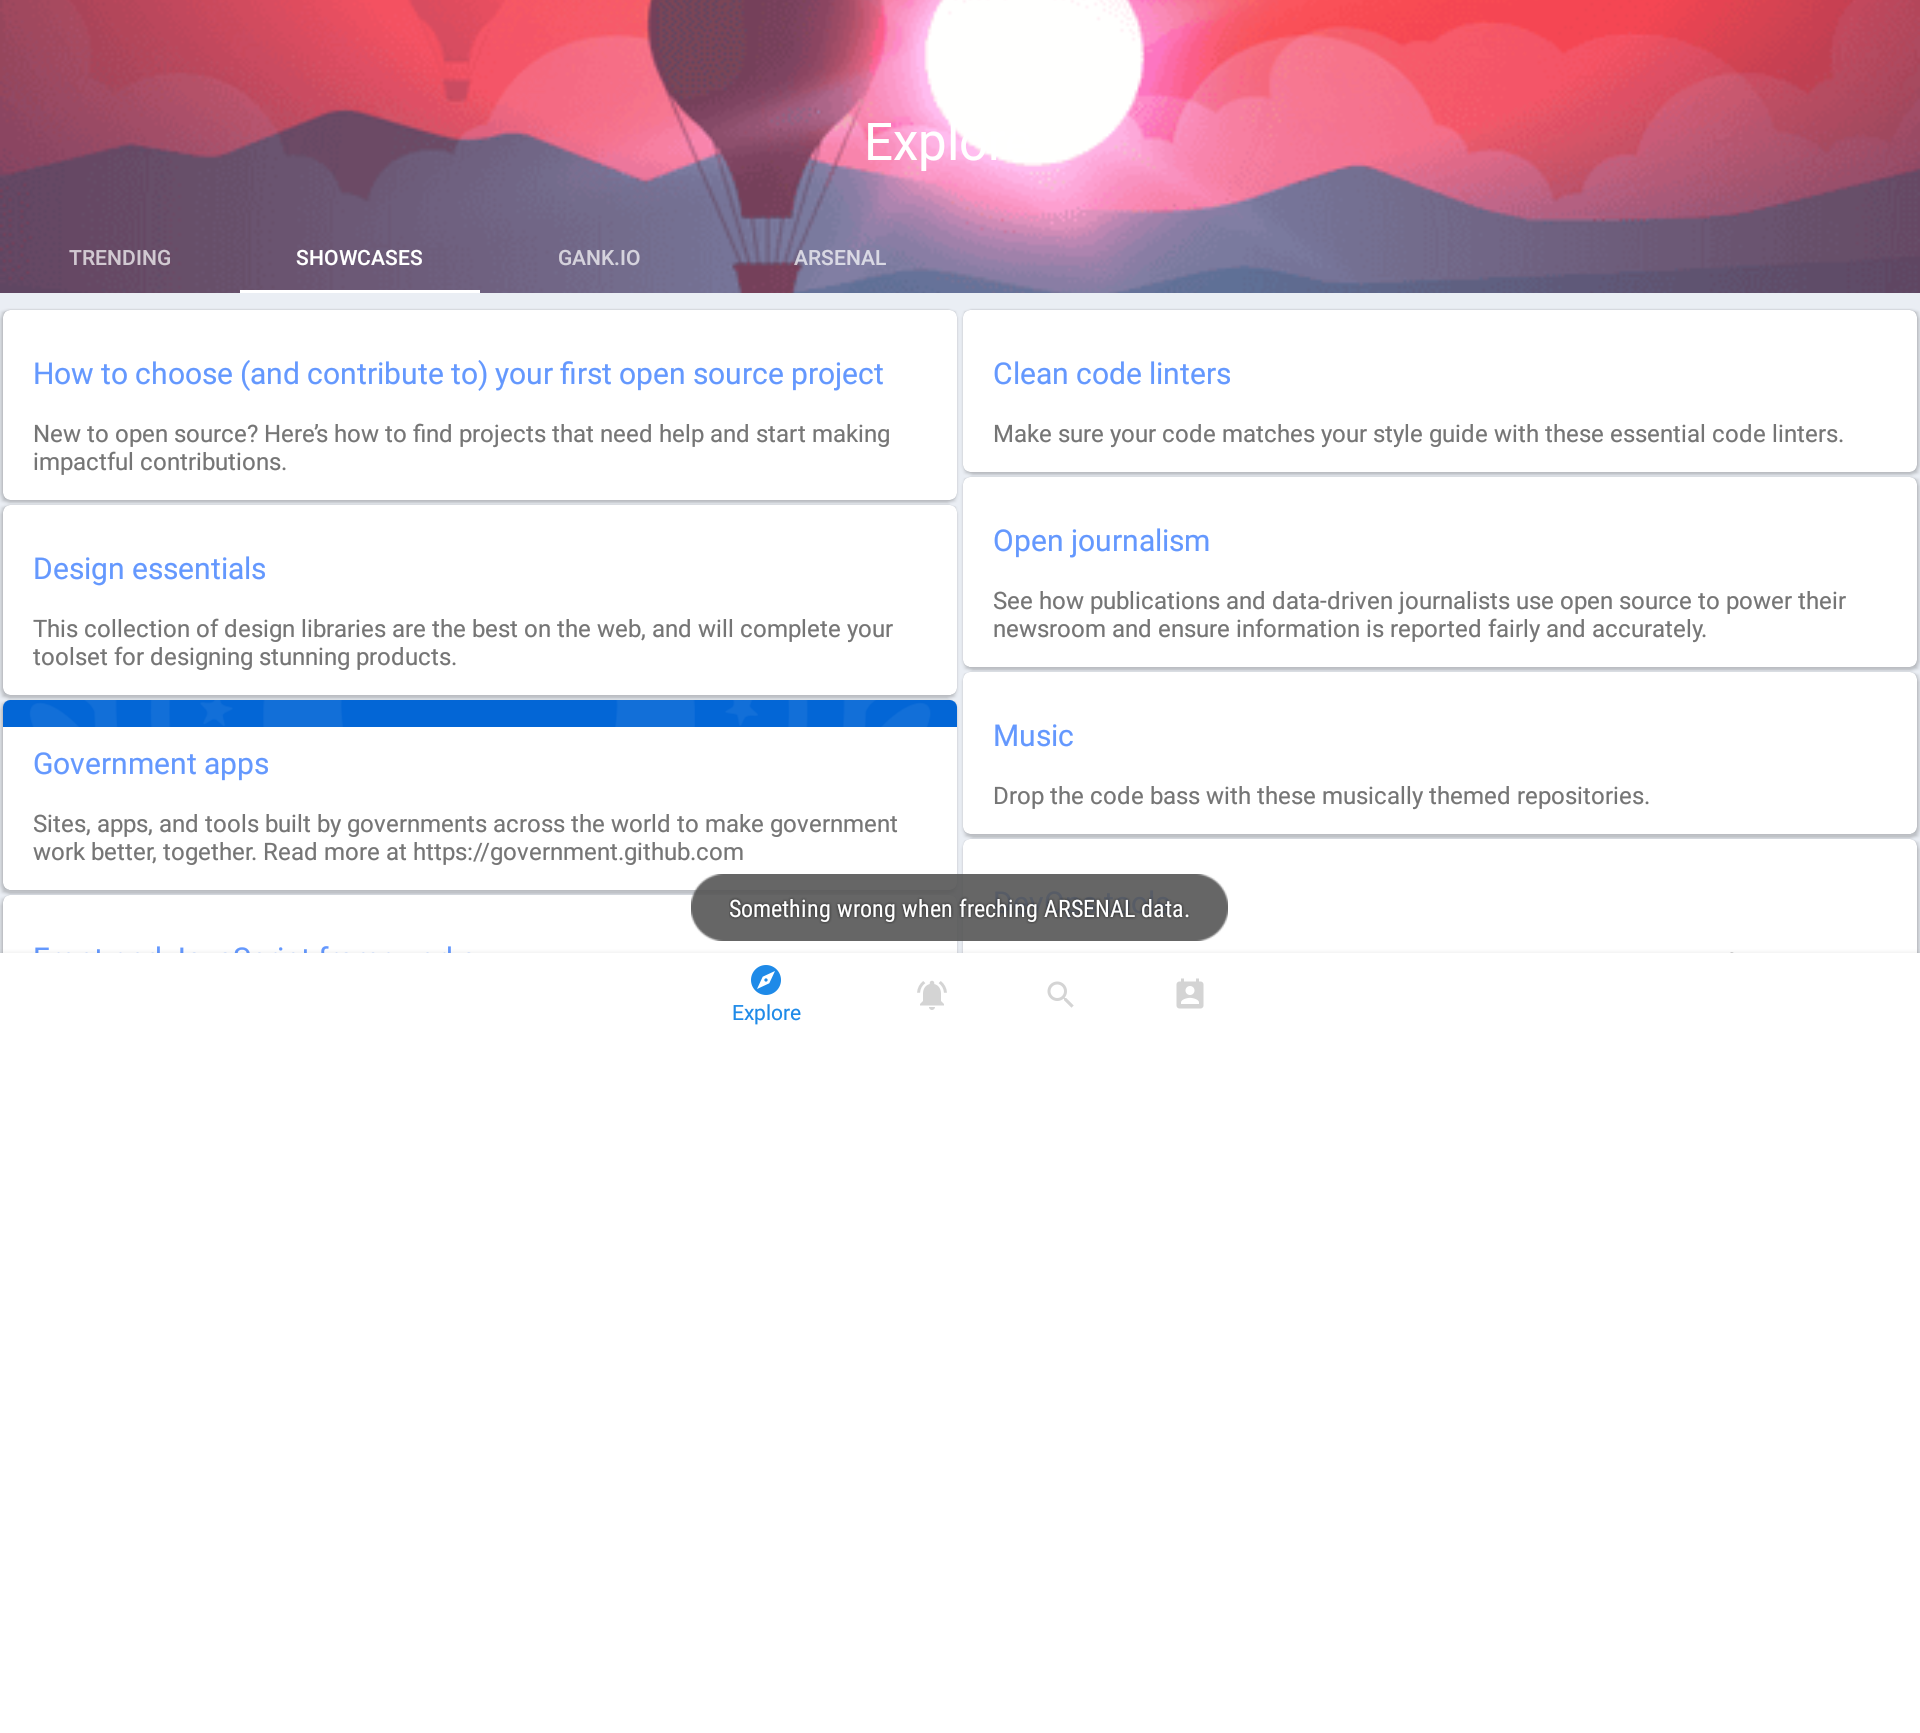 Explore
TRENDING
SHOWCASES
GANK.IO
ARSENAL
How to choose (and contribute to) your first open source project
New to open source? Here's how to find projects that need help and start making
impactful contributions.
Design essentials
This collection of design libraries are the best on the web, and will complete your
toolset for designing stunning products.
Government apps
Sites, apps, and tools built by governments across the world to make government
work better, together. Read more at https://government.github.com
Clean code linters
Make sure your code matches your style guide with these essential code linters.
Open journalism
See how publications and data-driven journalists use open source to power their
newsroom and ensure information is reported fairly and accurately.
Music
Drop the code bass with these musically themed repositories.
Something wrong when freching ARSENAL data.
Explore